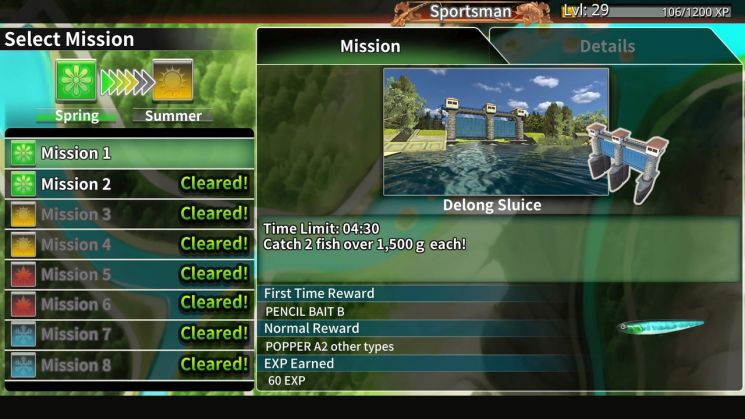 Sportsman
Lvl: 29
106/1200 XP
Select Mission
Mission
Details
Spring
Summer
Mission 1
Mission 2 Cleared!
Mission 3 Cleared!
Mission 4 Cleared!
Mission 5 Cleared!
Mission 6 Cleared!
Mission 7 Cleared!
Mission 8 Cleared!
Delong Sluice
Time Limit: 04:30
Catch 2 fish over 1,500 g each!
First Time Reward
PENCIL BAIT B
Normal Reward
POPPER A2 other types
EXP Earned
60 EXP